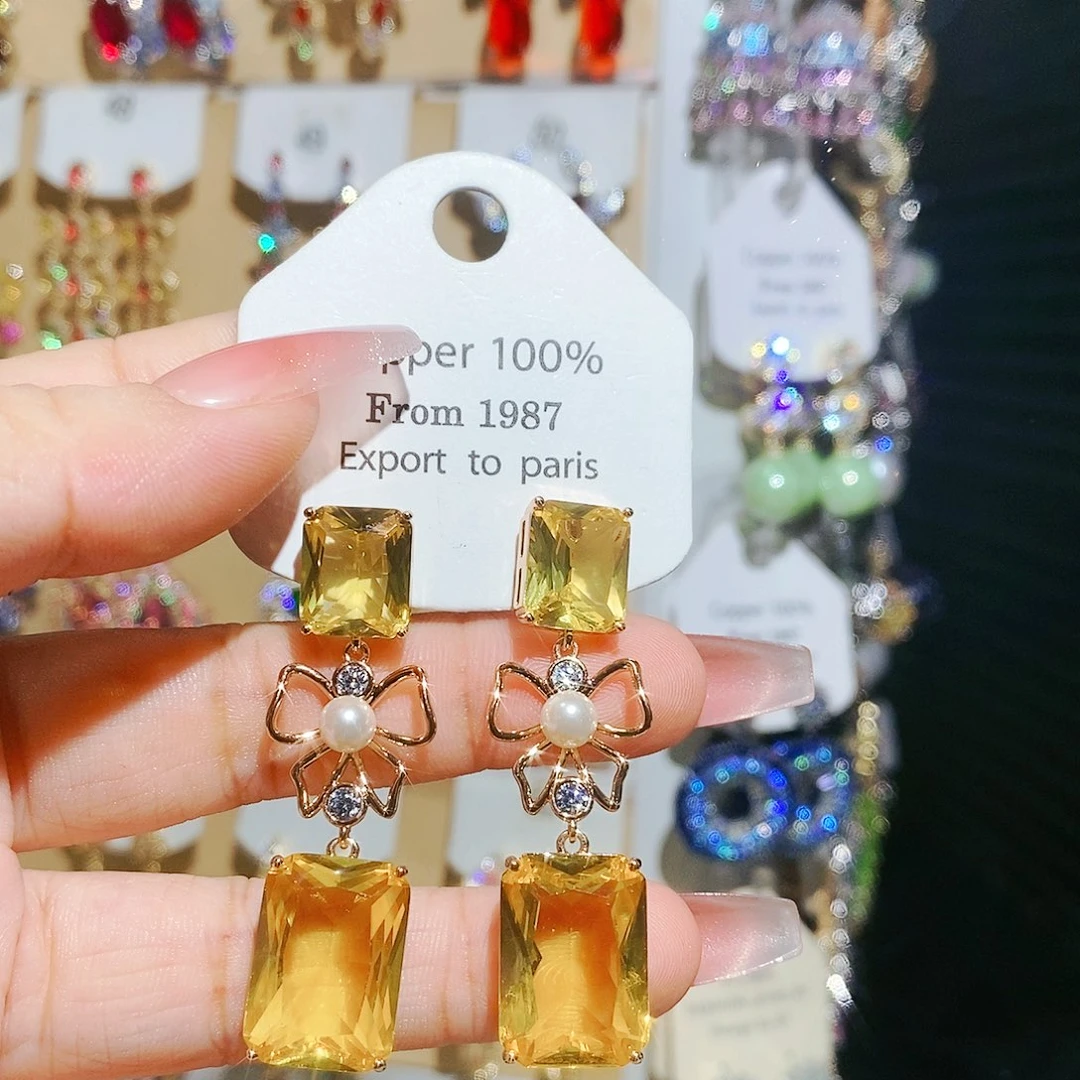 pper 100%
From 1987
Export to paris